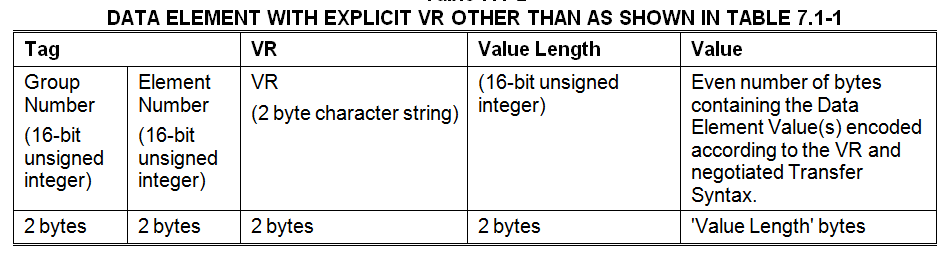 DATA ELEMENT WITH EXPLICIT VR OTHER THAN AS SHOWN IN TABLE 7.1-1
Tag VR Value Length Value
Group Number (16-bit unsigned integer)
Element Number (16-bit unsigned integer)
VR
(2 byte character string)
(16-bit unsigned integer)
Even number of bytes
containing the Data
Element Value(s) encoded
according to the VR and
negotiated Transfer
Syntax.
2 bytes 2 bytes 2 bytes 2 bytes 'Value Length' bytes